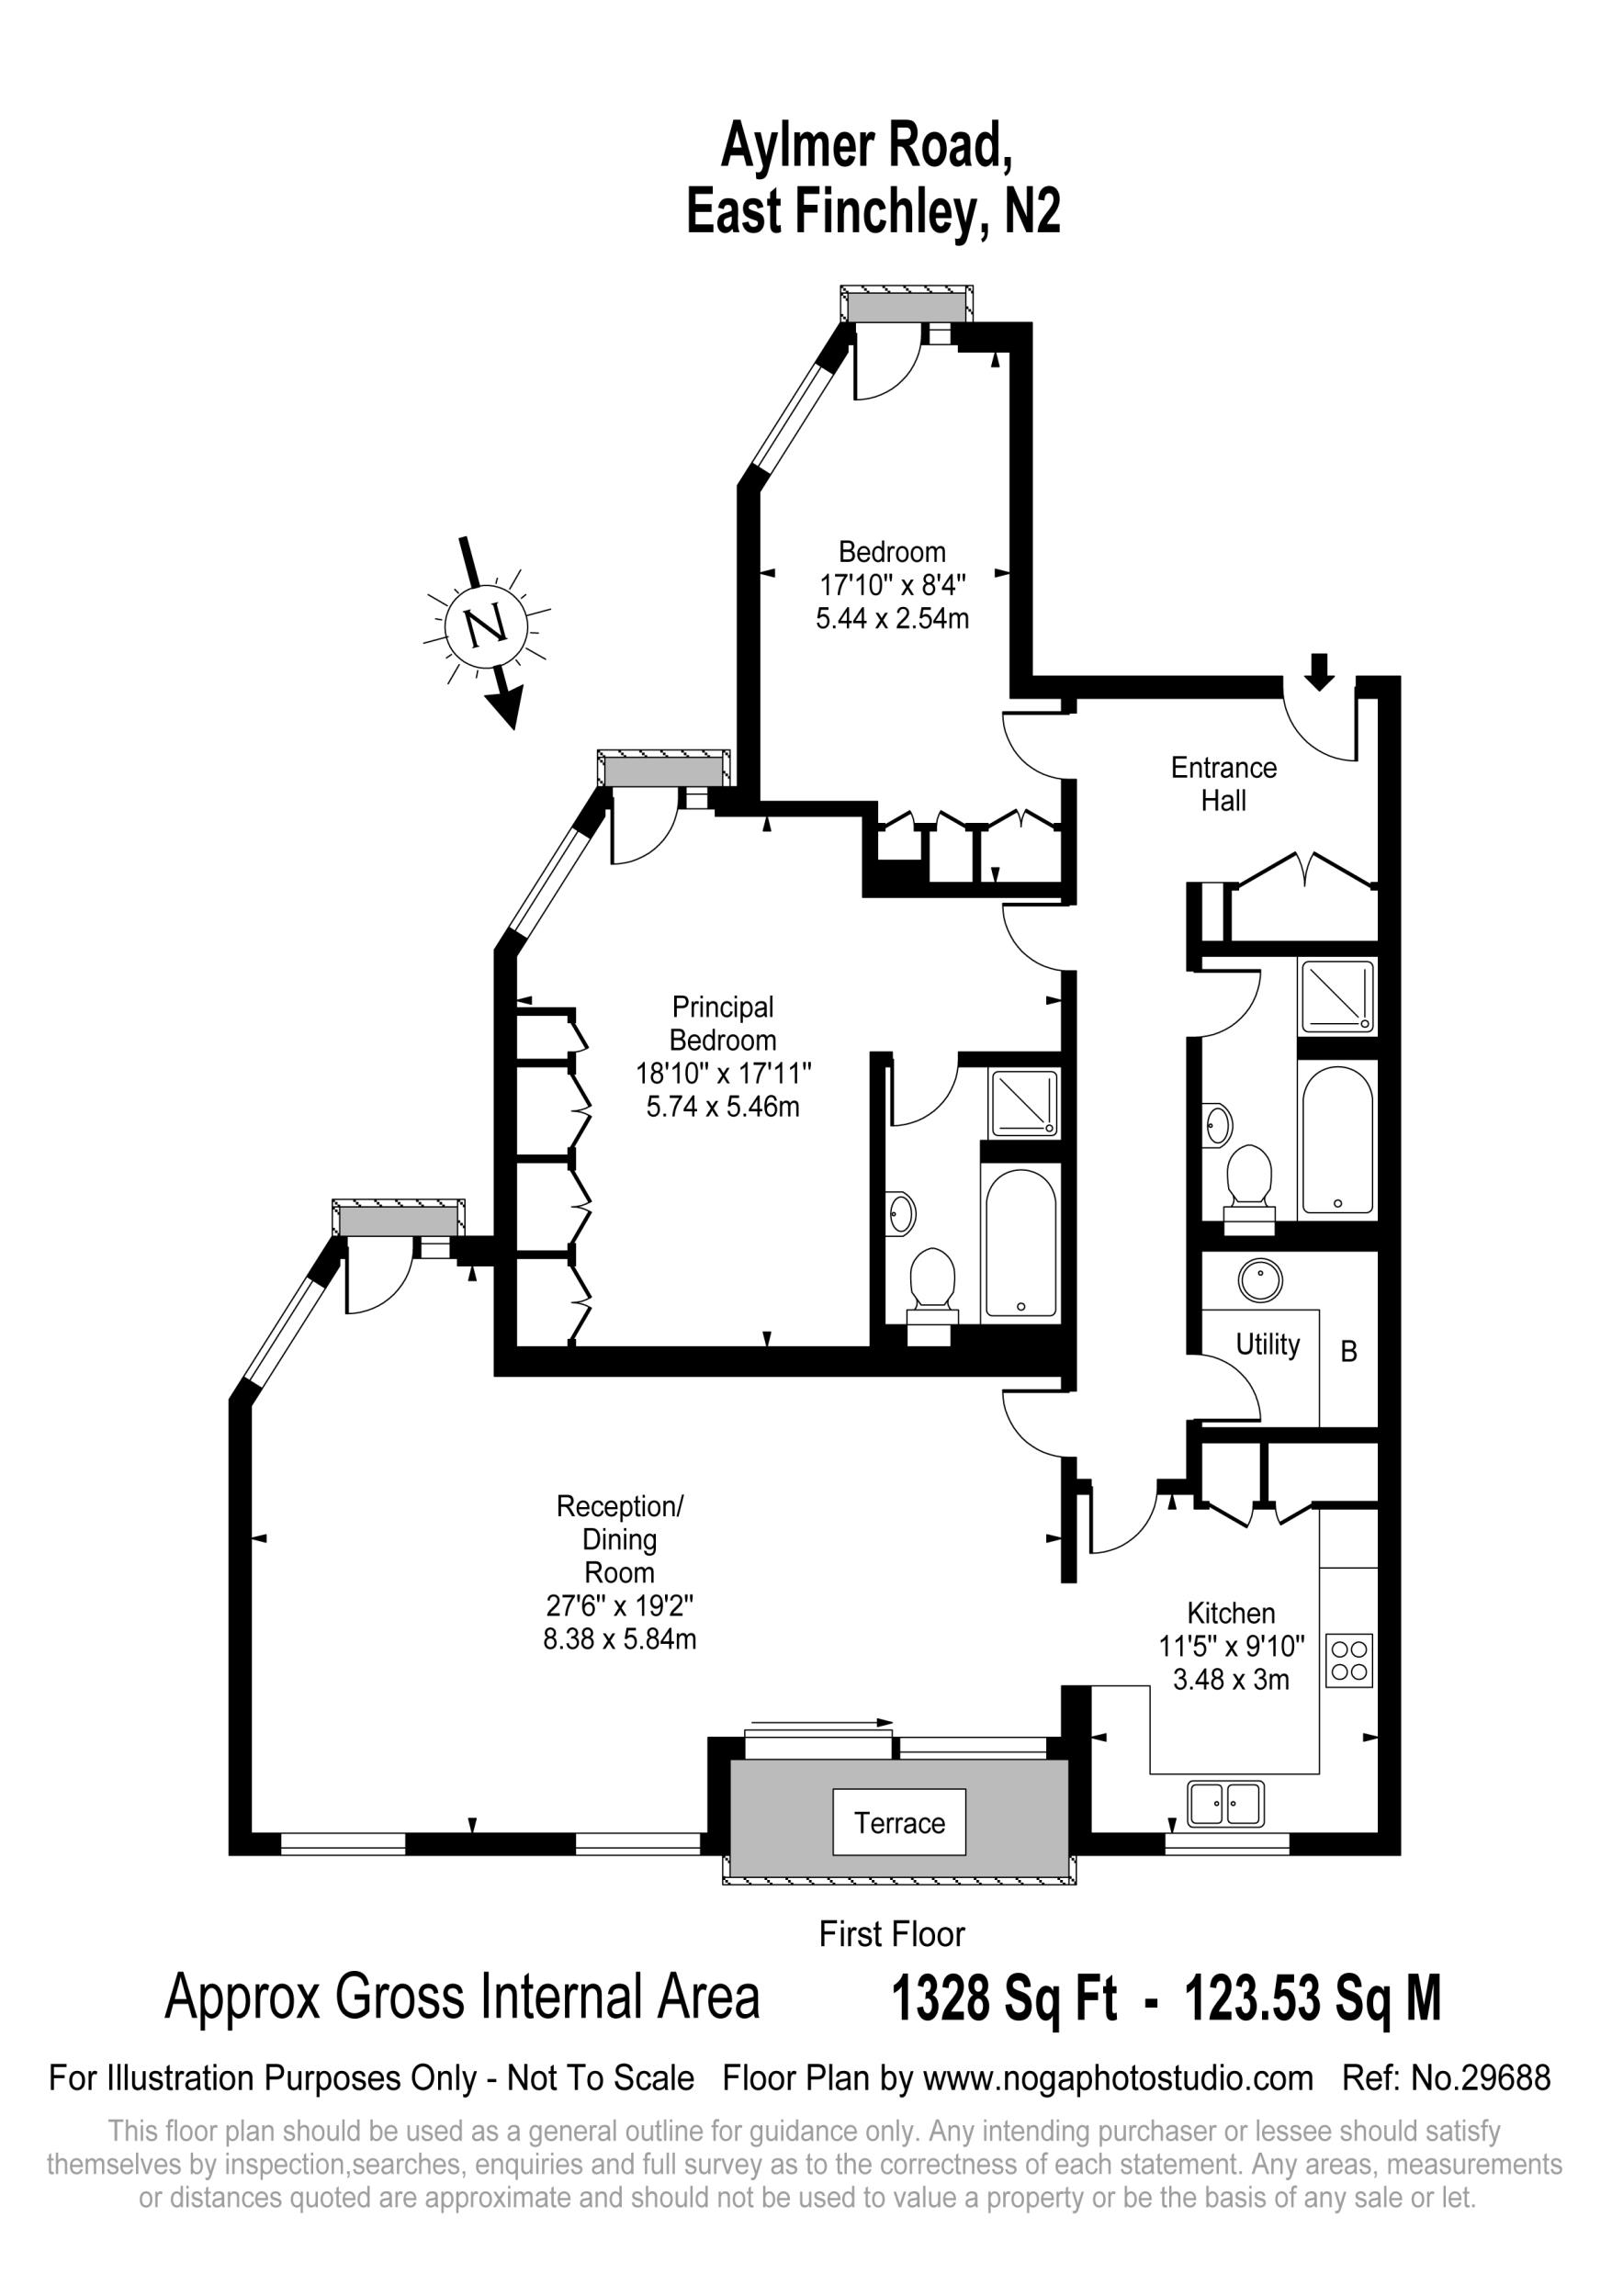 Aylmer Road,
East Finchley, N2
Bedroom
17'10" x 8'4"
5.44 x 2.54m
N
Entrance
Hall
Principal
Bedroom
18'10" x 17'11"
5.74 x 5.46m
Utility
B
Reception/
Dining
Room
27'6" x 19'2"
8.38 x 5.84m
Kitchen
11'5" x 9'10"
3.48 x 3m
Terrace
First Floor
Approx Gross Internal Area 1328 Sq Ft - 123.53 Sq M
For Illustration Purposes Only - Not To Scale Floor Plan by www.nogaphotostudio.com Ref: No.29688
This floor plan should be used as a general outline for guidance only. Any intending purchaser or lessee should satisfy
themselves by inspection,searches, enquiries and full survey as to the correctness of each statement. Any areas, measurements
or distances quoted are approximate and should not be used to value a property or be the basis of any sale or let.